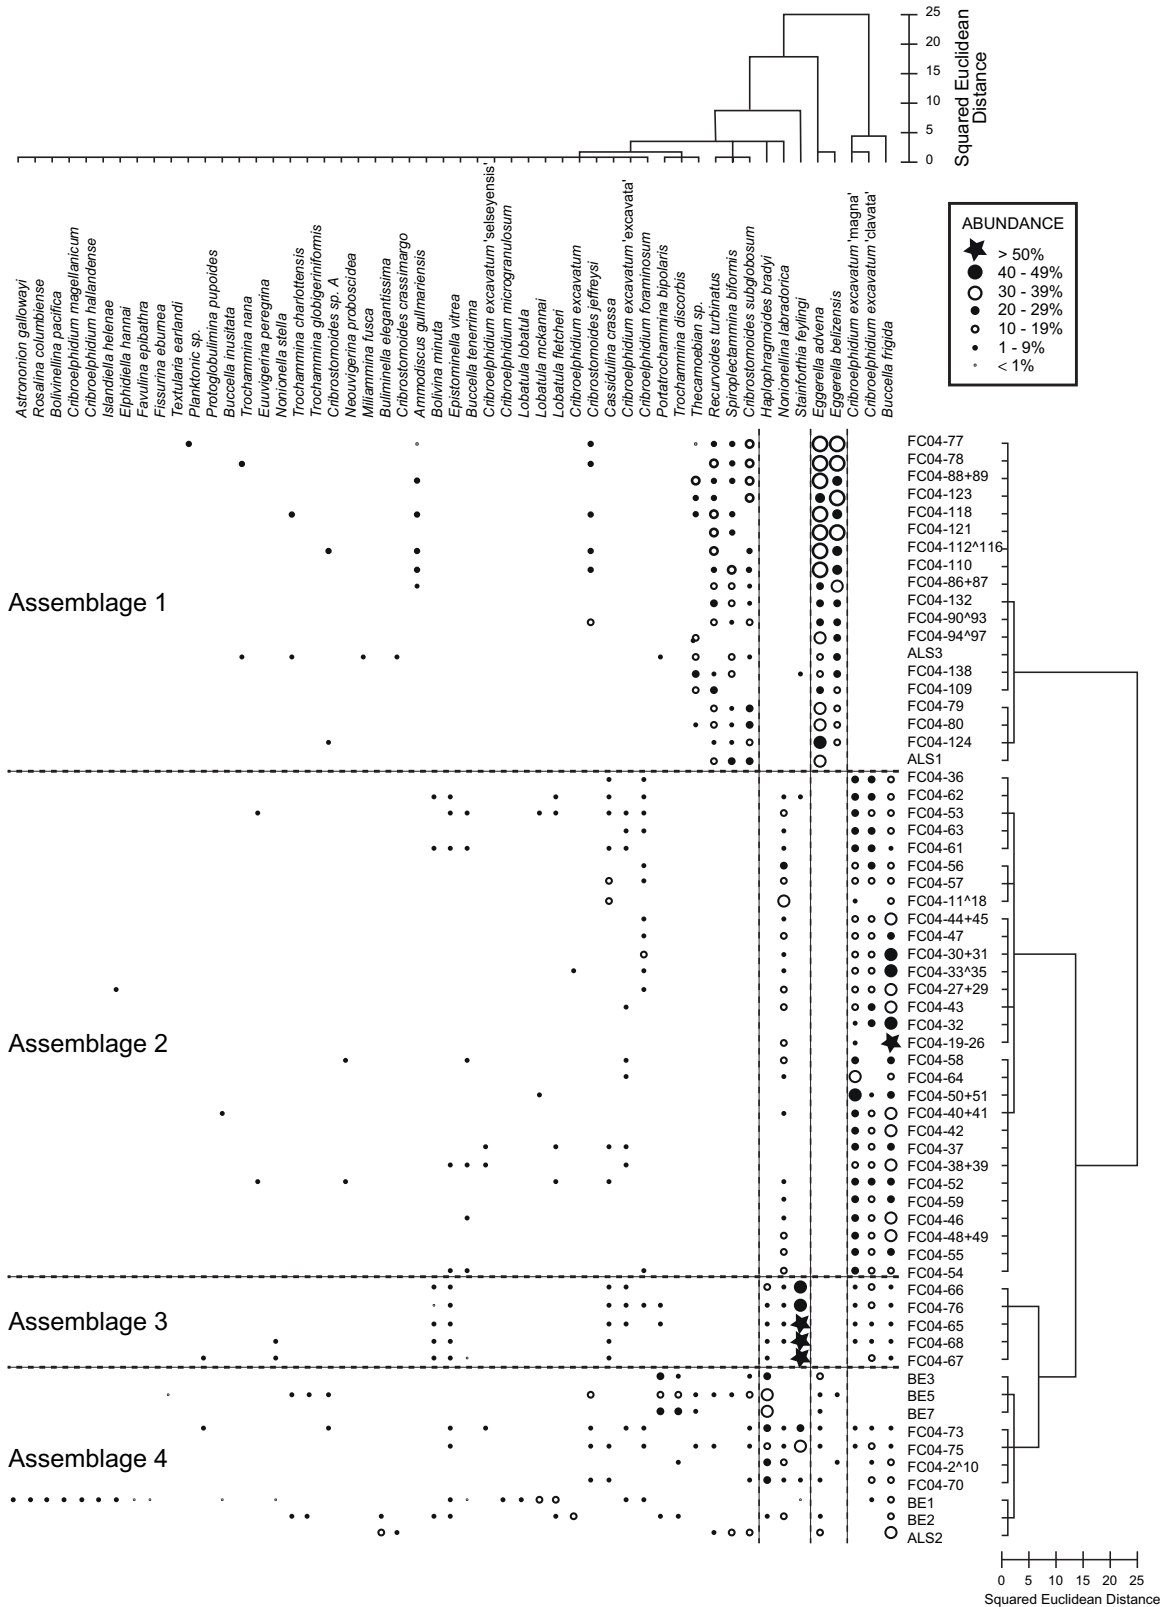 25
20
15
10
5
0
Squared Euclidean
Distance
ABUNDANCE
> 50%
40 - 49%
30 - 39%
20 - 29%
10 - 19%
1 - 9%
< 1%
Astrononion gallowayi
Rosalina columbiense
Bolivinellina pacifica
Cribroelphidium magellanicum
Cribroelphidium hallandense
Islandiella helenae
Elphidiella hannai
Favulina epibathra
Fissurina eburnea
Textularia earlandi
Planktonic sp.
Protoglobulimina pupoides
Buccella inusitata
Trochammina nana
Euuvigerina peregrina
Nonionella stella
Trochammina charlottensis
Trochammina globigeriniformis
Cribrostomoides sp. A
Neouvigerina proboscidea
Miliammina fusca
Buliminella elegantissima
Cribrostomoides crassimargo
Ammodiscus gullmariensis
Bolivina minuta
Epistominella vitrea
Buccella tenerrima
Cribroelphidium excavatum 'selseyensis'
Cribroelphidium microgranulosum
Lobatula lobatula
Lobatula mckannai
Lobatula fletcheri
Cribroelphidium excavatum
Cribrostomoides jeffreysi
Cassidulina crassa
Cribroelphidium 'excavata'
Cribroelphidium foraminosum
Portatrochammina bipolaris
Trochammina discorbis
Thecamoebian sp.
Recurvoides turbinatus
Spiroplectammina biformis
Cribrostomoides subglobosum
Haplophragmoides bradyi
Nonionellina labradorica
Stainforthia feylingi
Eggerella advena
Eggerella belizensis
Cribroelphidium excavatum 'magna'
Cribroelphidium 'clavata'
Buccella frigida
Assemblage 1
FC04-77
FC04-78
FC04-88+89
FC04-123
FC04-118
FC04-121
FC04-112^116
FC04-110
FC04-86+87
FC04-132
FC04-90^93
FC04-94^97
ALS3
FC04-138
FC04-109
FC04-79
FC04-80
FC04-124
ALS1
Assemblage 2
FC04-36
FC04-62
FC04-53
FC04-63
FC04-61
FC04-56
FC04-57
FC04-11^18
FC04-44+45
FC04-47
FC04-30+31
FC04-33^35
FC04-27+29
FC04-43
FC04-32
FC04-19-26
FC04-58
FC04-64
FC04-50+51
FC04-40+41
FC04-42
FC04-37
FC04-38+39
FC04-52
FC04-59
FC04-46
FC04-48+49
FC04-55
FC04-54
Assemblage 3
FC04-66
FC04-76
FC04-65
FC04-68
FC04-67
Assemblage 4
BE3
BE5
BE7
FC04-73
FC04-75
FC04-2^10
FC04-70
BE1
BE2
ALS2
0 5 10 15 20 25
Squared Euclidean Distance